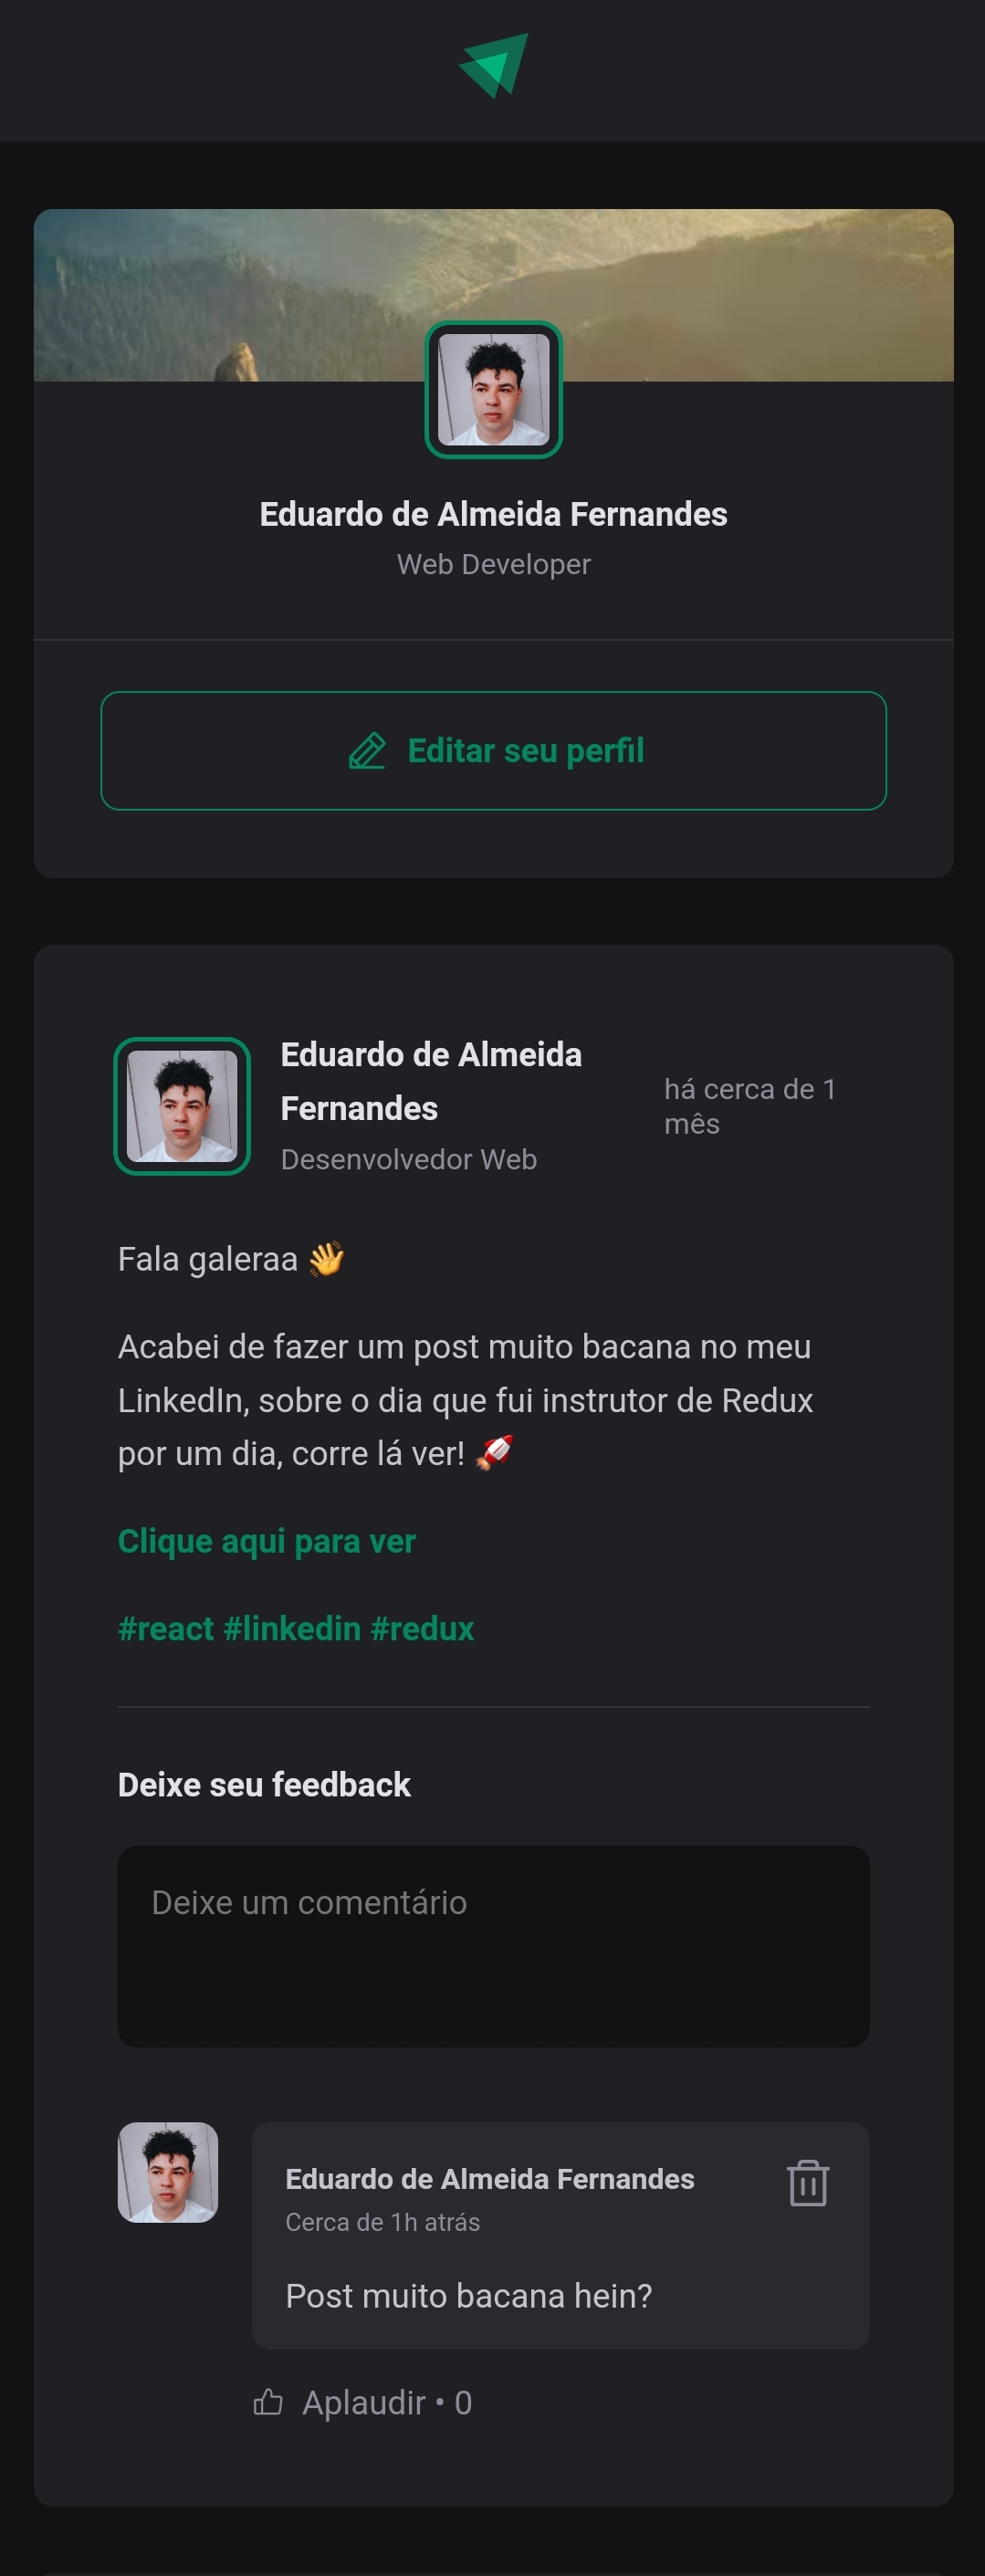 Eduardo de Almeida Fernandes
Web Developer
Editar seu perfil
Eduardo de Almeida
Fernandes
Desenvolvedor Web
há cerca de 1
mês
Fala galeraa 👋
Acabei de fazer um post muito bacana no meu
LinkedIn, sobre o dia que fui instrutor de Redux
por um dia, corre lá ver! 🚀
Clique aqui para ver
#react #linkedin #redux
Deixe seu feedback
Deixe um comentário
Eduardo de Almeida Fernandes
Cerca de 1h atrás
Post muito bacana hein?
Aplaudir • 0